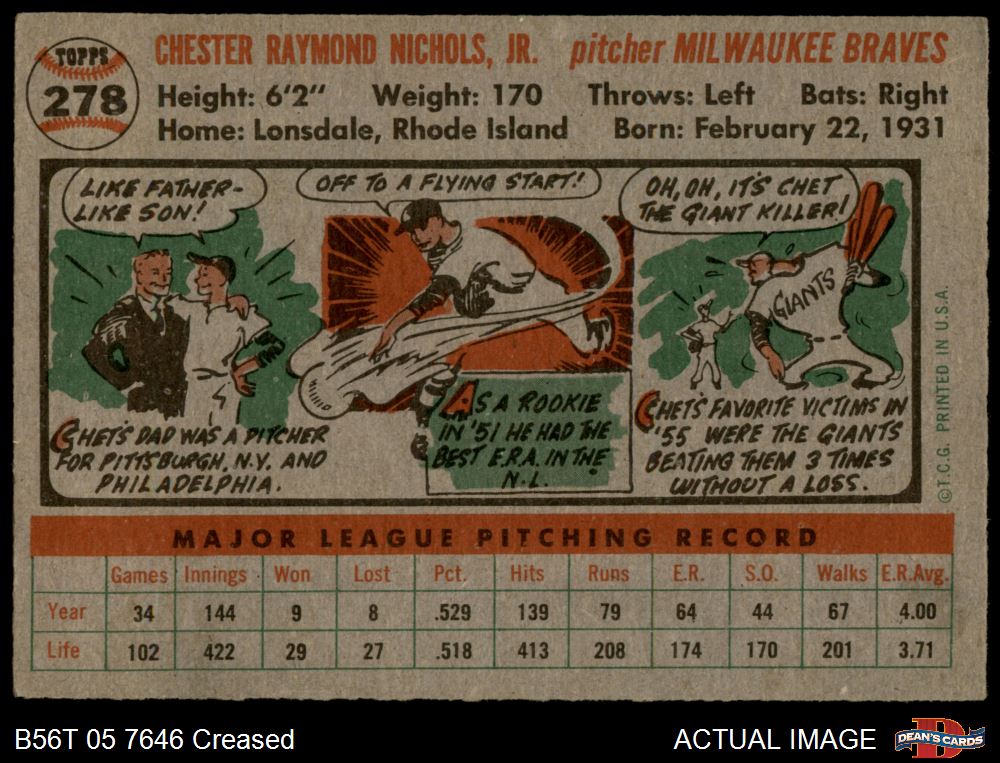 TOPPS
278
CHESTER RAYMOND NICHOLS, JR. pitcher MILWAUKEE BRAVES
Height: 6'2" Weight: 170 Throws: Left Bats: Right
Home: Lonsdale, Rhode Island Born: February 22, 1931
LIKE FATHER-
LIKE SON!
OFF TO A FLYING START!
OH, OH, IT'S CHET
THE GIANT KILLER!
GIANTS
CHET'S DAD WAS A PITCHER
FOR PITTSBURGH, N.Y. AND
PHILADELPHIA.
AS A ROOKIE
IN '51 HE HAD THE
BEST E.R.A. IN THE
N.L.
CHET'S FAVORITE VICTIMS IN
'55 WERE THE GIANTS
BEATING THEM 3 TIMES
WITHOUT A LOSS.
©T.C.G. PRINTED IN U.S.A.
MAJOR LEAGUE PITCHING RECORD
Games Innings Won Lost Pct. Hits Runs E.R. S.O. Walks E.R.Avg.
Year 34 144 9 8 .529 139 79 64 44 67 4.00
Life 102 422 29 27 .518 413 208 174 170 201 3.71
B56T 05 7646 Creased
ACTUAL IMAGE
D
DEAN'S CARDS